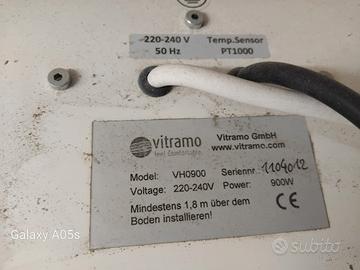 220-240 V
50 Hz
Temp.Sensor
PT1000
vitramo
feel comfortable.
Vitramo GmbH
www.vitramo.com
Model: VH0900 Seriennr. 1104012
Voltage: 220-240V Power: 900W
Mindestens 1,8 m über dem
Boden installieren!
CE
Galaxy A05s
subito